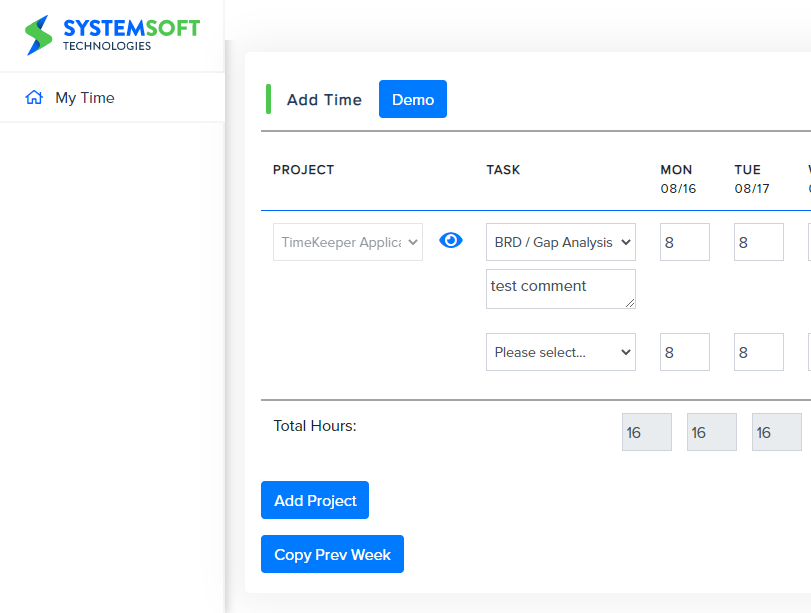 SYSTEMSOFT
TECHNOLOGIES
My Time
Add Time
Demo
PROJECT TASK MON TUE
08/16 08/17
TimeKeeper Applica BRD / Gap Analysis 8 8
test comment
Please select... 8 8
Total Hours: 16 16 16
Add Project
Copy Prev Week